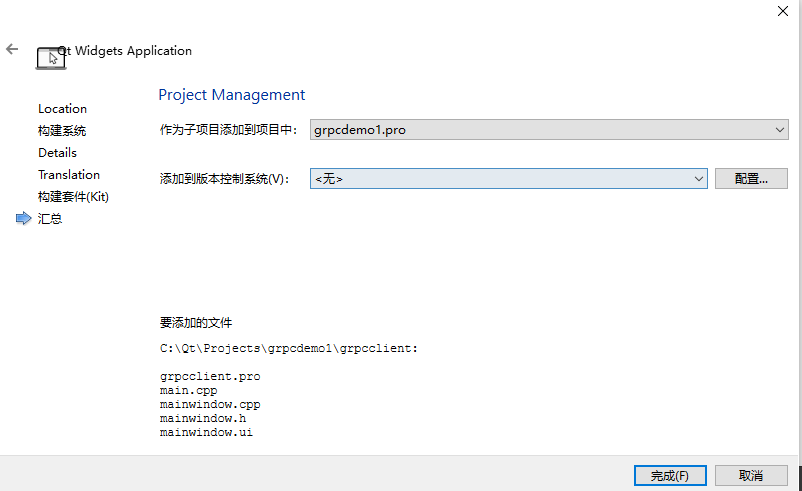 Qt Widgets Application
Project Management
Location
构建系统
Details
Translation
构建套件(Kit)
汇总
作为子项目添加到项目中：
grpcdemo1.pro
添加到版本控制系统(V)：
<无>
配置...
要添加的文件
C:\Qt\Projects\grpcdemo1\grpcclient:
grpcclient.pro
main.cpp
mainwindow.cpp
mainwindow.h
mainwindow.ui
完成(F)
取消